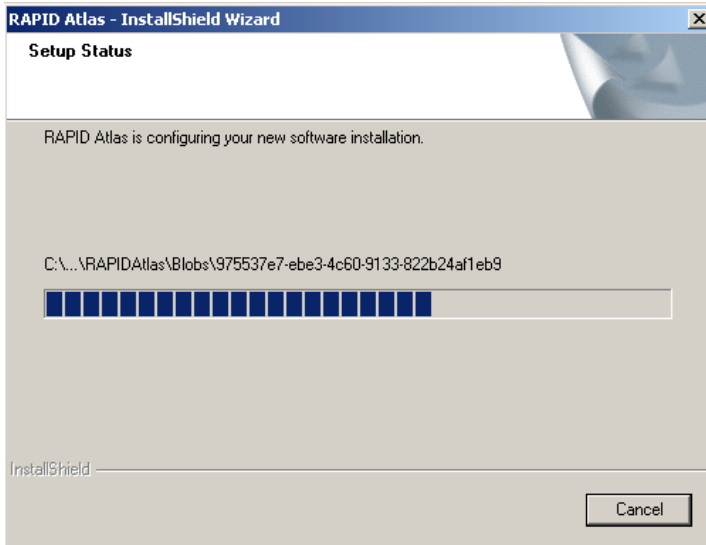 RAPID Atlas - InstallShield Wizard
Setup Status
RAPID Atlas is configuring your new software installation.
C:\...\RAPIDAtlas\Blobs\975537e7-ebe3-4c60-9133-822b24af1eb9
InstallShield
Cancel